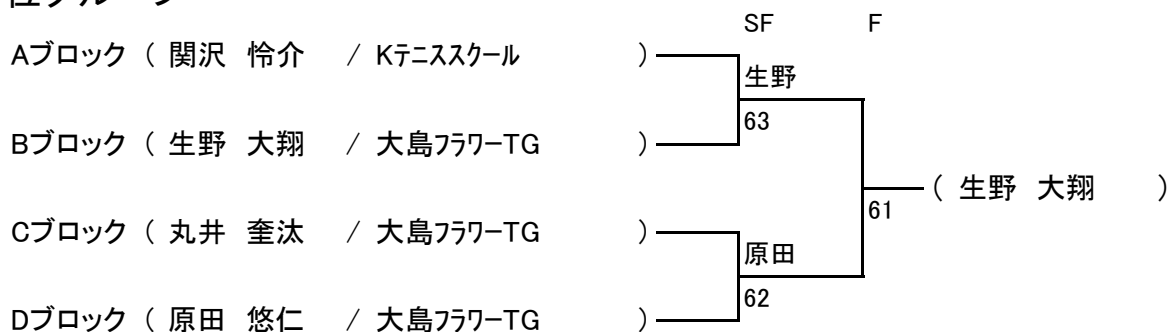 SF F
Aブロック ( 関沢 怜介 / Kテニススクール )
生野
63
Bブロック ( 生野 大翔 / 大島フラワーTG )
( 生野 大翔 )
61
Cブロック ( 丸井 奎汰 / 大島フラワーTG )
原田
62
Dブロック ( 原田 悠仁 / 大島フラワーTG )